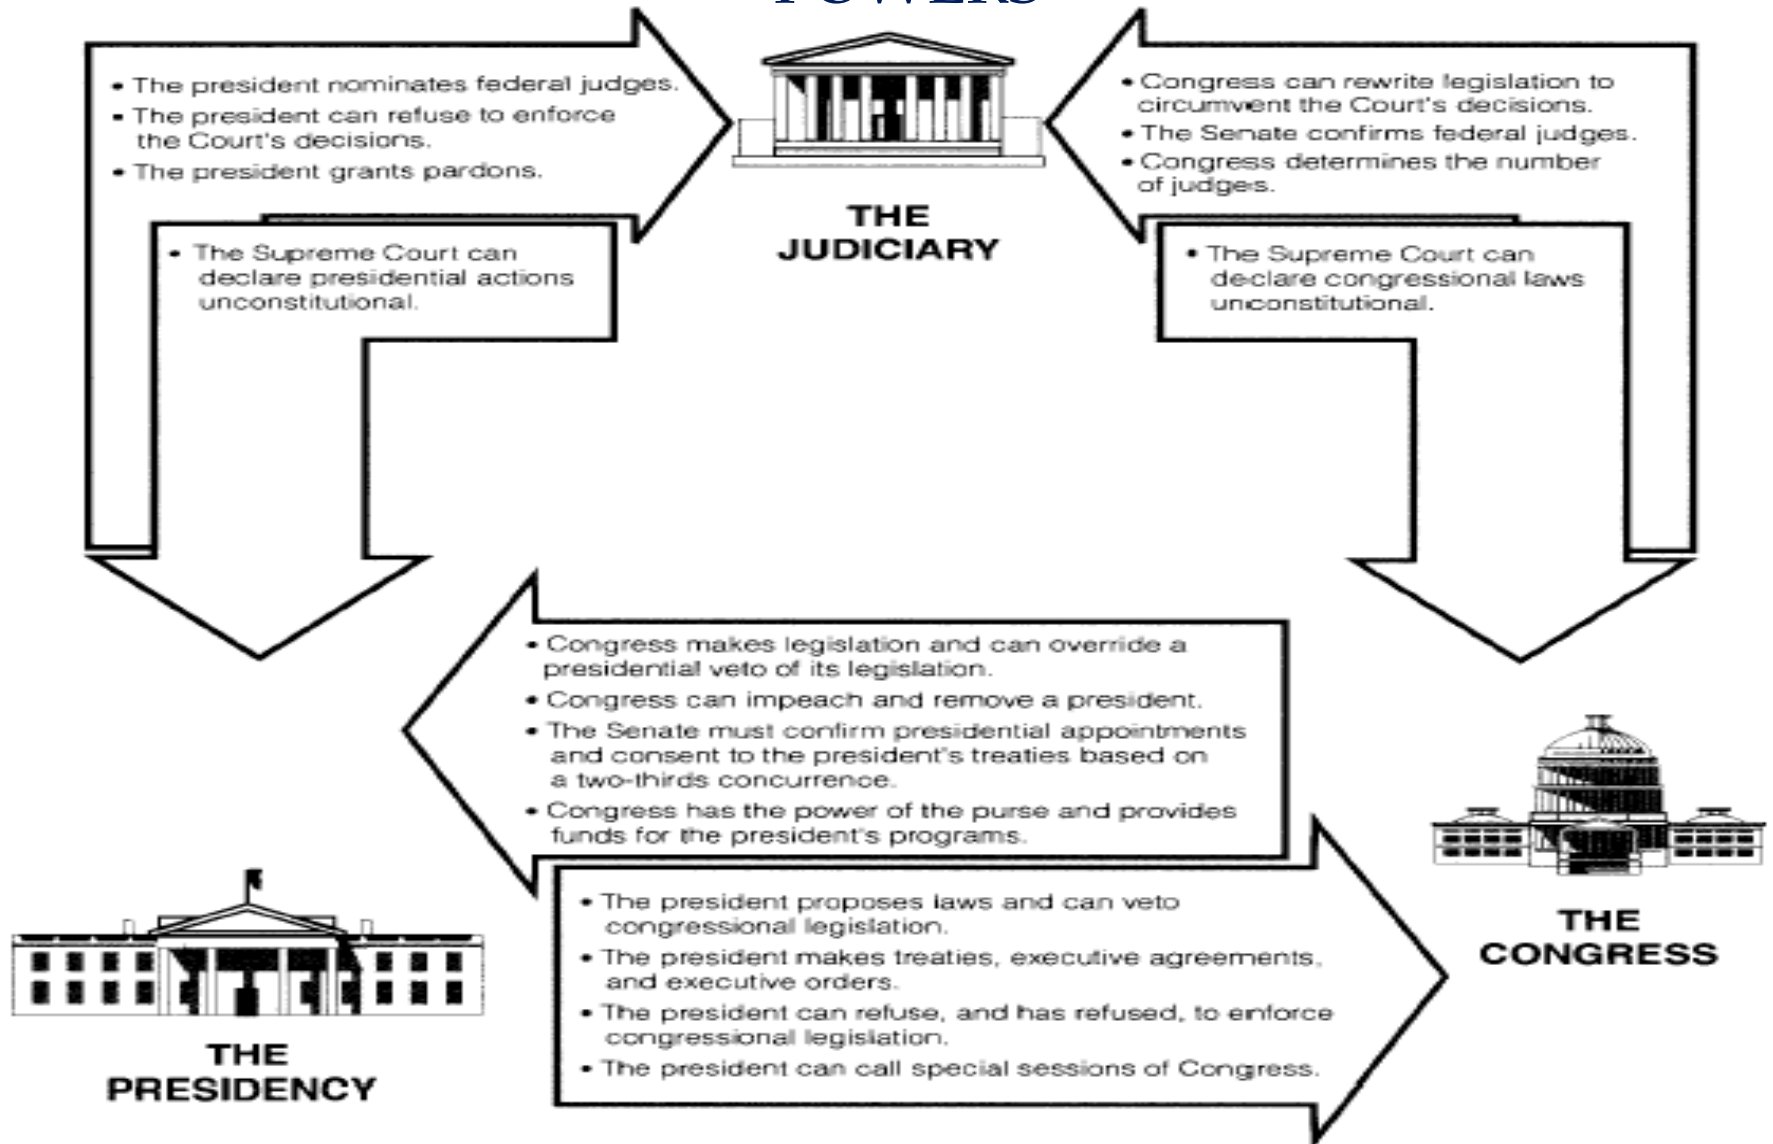 POWERS
• The president nominates federal judges.
• The president can refuse to enforce
the Court's decisions.
• The president grants pardons.
• Congress can rewrite legislation to
circumvent the Court's decisions.
• The Senate confirms federal judges.
• Congress determines the number
of judges.
THE
JUDICIARY
• The Supreme Court can
declare presidential actions
unconstitutional.
• The Supreme Court can
declare congressional laws
unconstitutional.
• Congress makes legislation and can override a
presidential veto of its legislation.
• Congress can impeach and remove a president.
• The Senate must confirm presidential appointments
and consent to the president's treaties based on
a two-thirds concurrence.
• Congress has the power of the purse and provides
funds for the president's programs.
• The president proposes laws and can veto
congressional legislation.
• The president makes treaties, executive agreements,
and executive orders.
• The president can refuse, and has refused, to enforce
congressional legislation.
• The president can call special sessions of Congress.
THE
CONGRESS
THE
PRESIDENCY